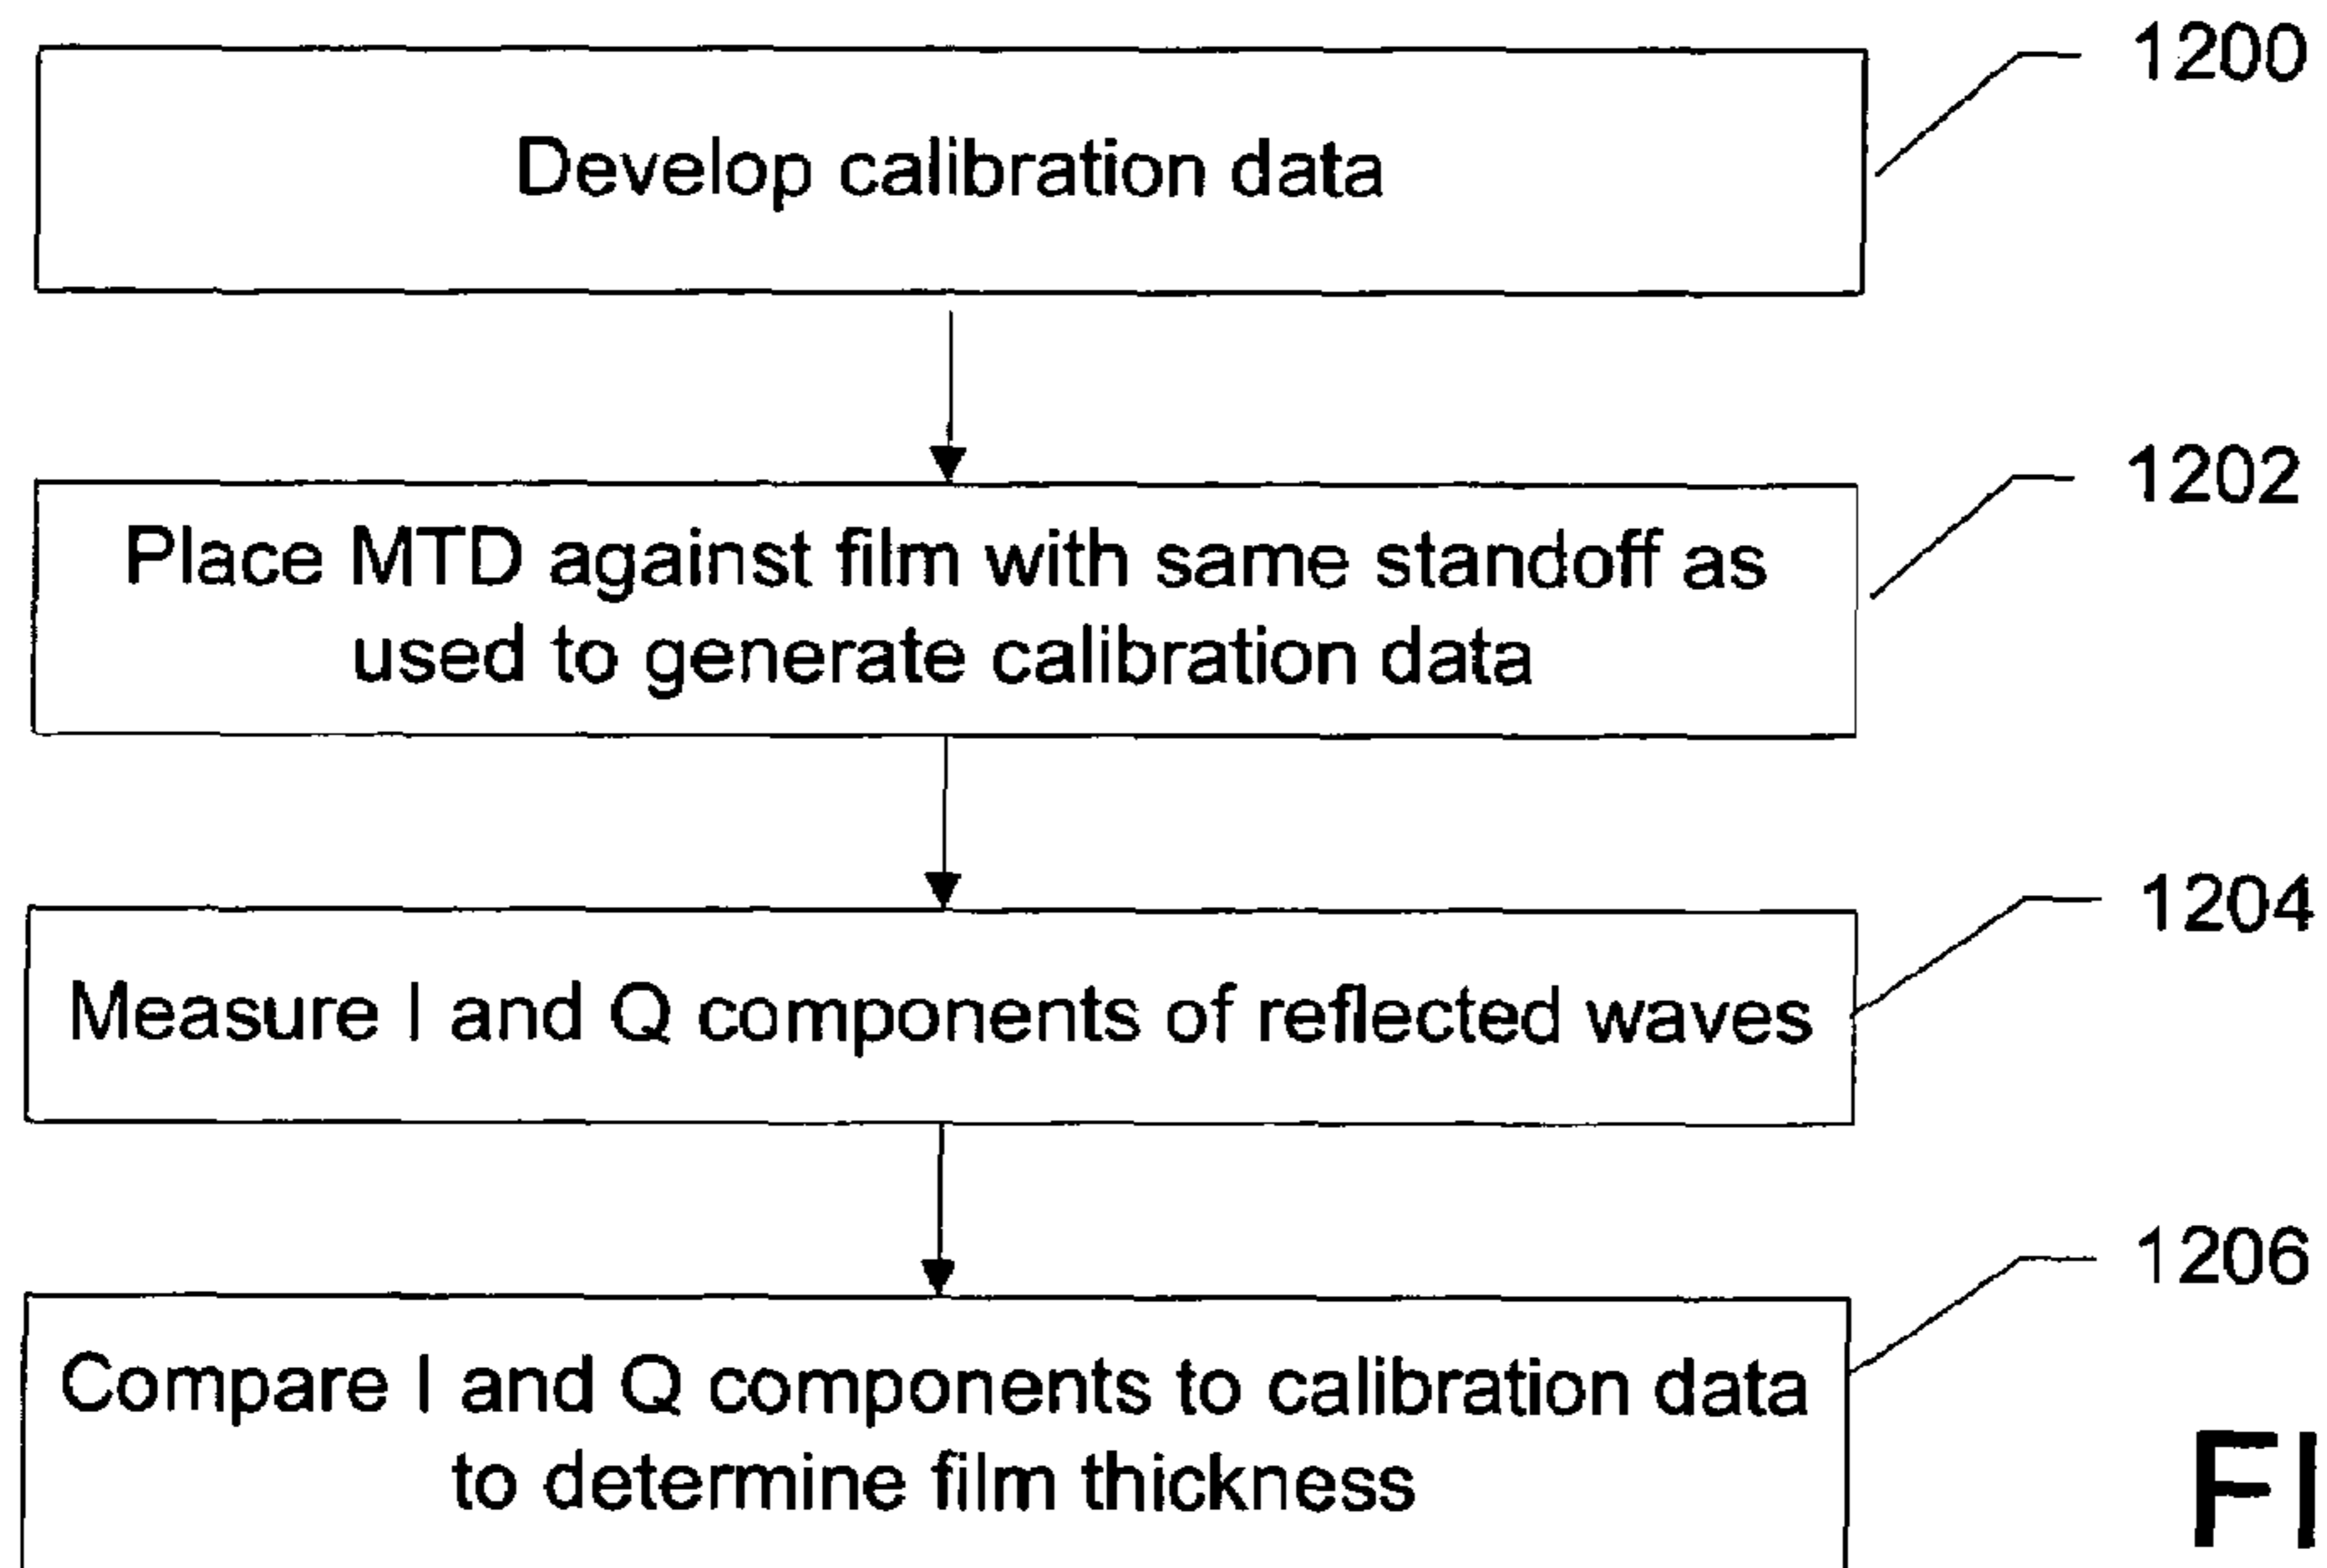 1200
Develop calibration data
1202
Place MTD against film with same standoff as
used to generate calibration data
1204
Measure I and Q components of reflected waves
1206
Compare I and Q components to calibration data
to determine film thickness
FI